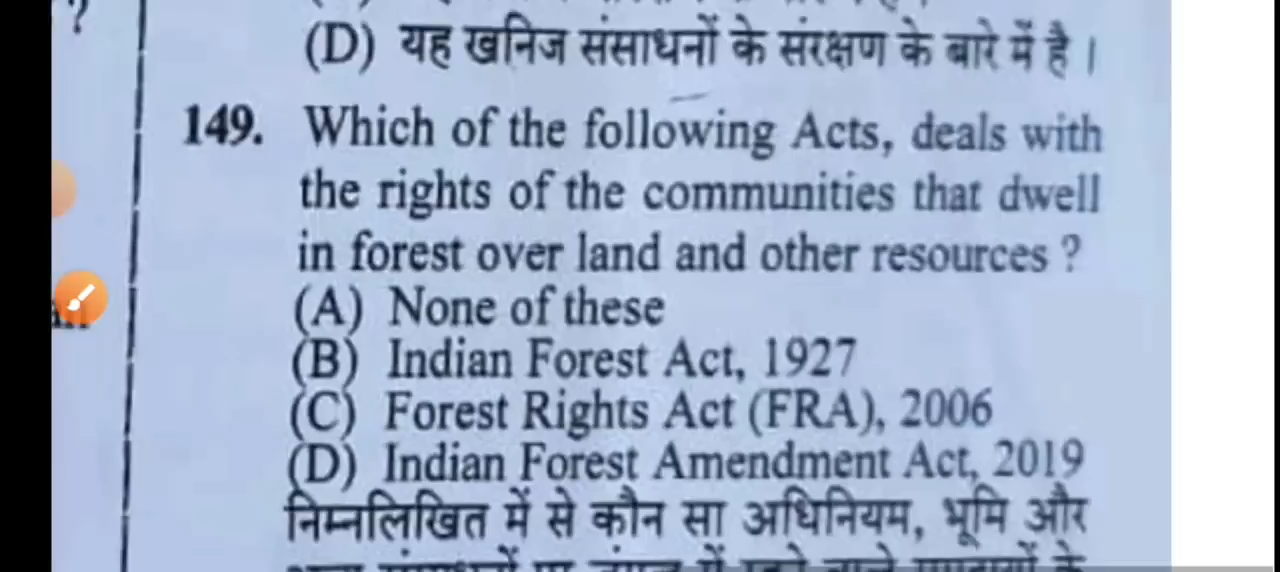 ?
(D) यह खनिज संसाधनों के संरक्षण के बारे में है ।
149. Which of the following Acts, deals with
the rights of the communities that dwell
in forest over land and other resources ?
(A) None of these
(B) Indian Forest Act, 1927
(C) Forest Rights Act (FRA), 2006
(D) Indian Forest Amendment Act, 2019
निम्नलिखित में से कौन सा अधिनियम, भूमि और